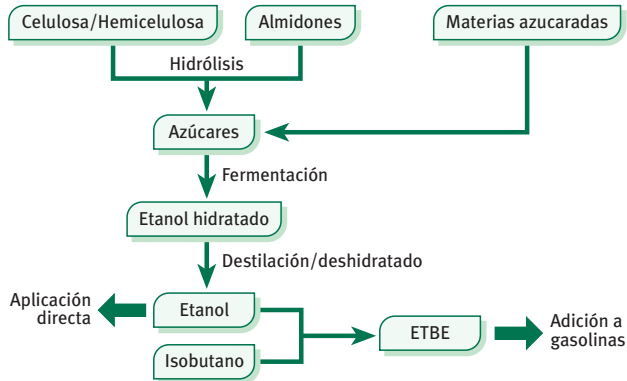 Celulosa/Hemicelulosa
Almidones
Materias azucaradas
Hidrólisis
Azúcares
Fermentación
Etanol hidratado
Destilación/deshidratado
Aplicación
directa
Etanol
Isobutano
ETBE
Adición a
gasolinas